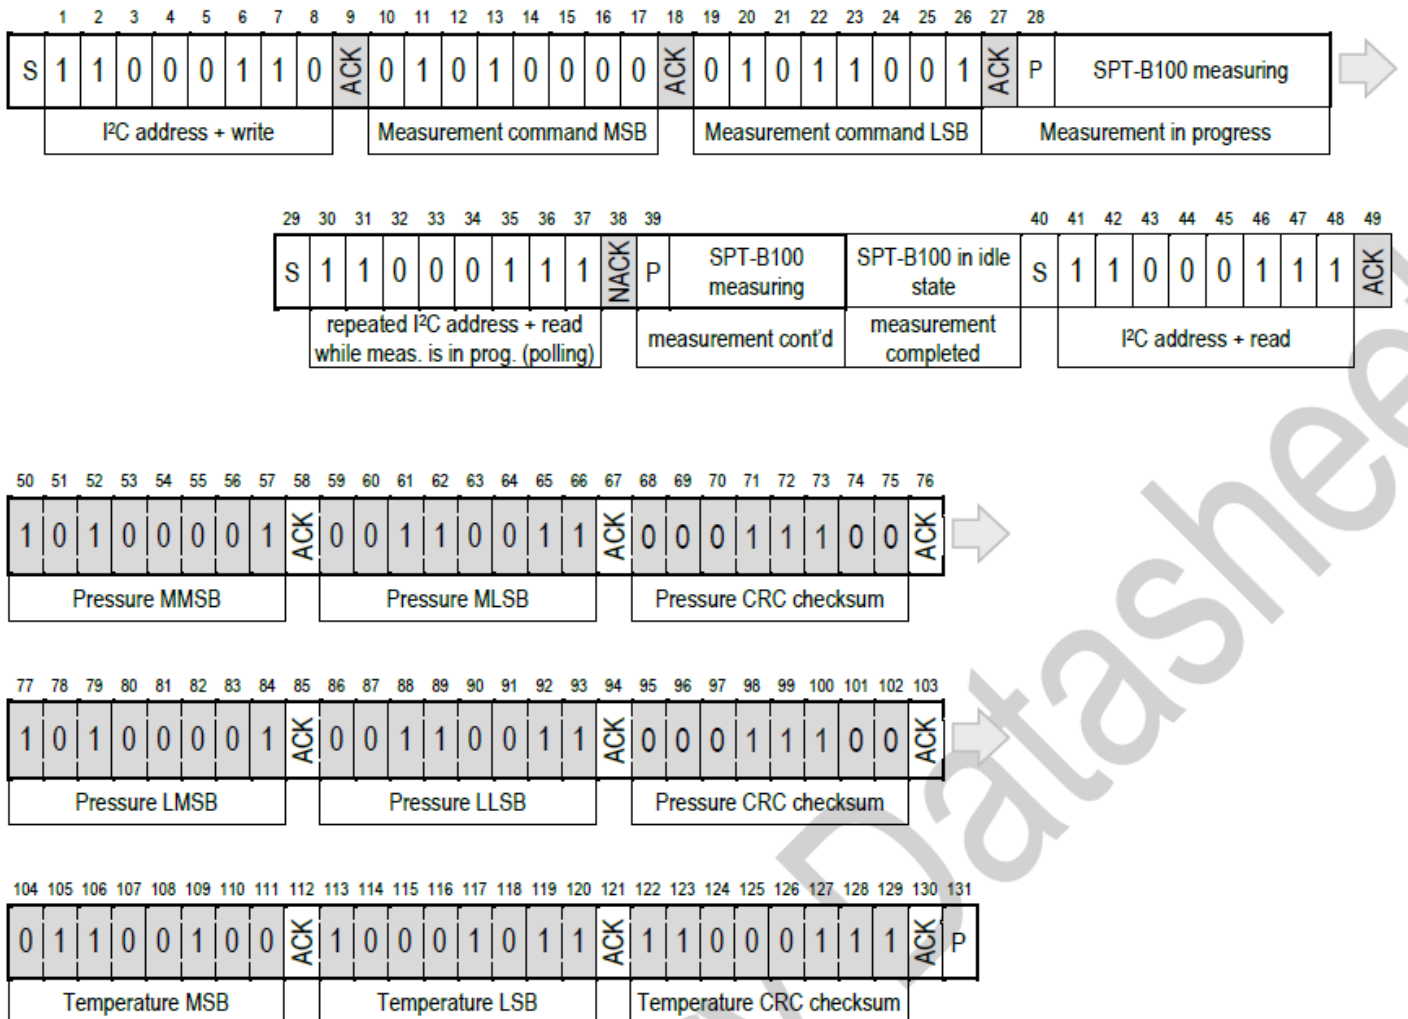 1 2 3 4 5 6 7 8 9 10 11 12 13 14 15 16 17 18 19 20 21 22 23 24 25 26 27 28
S 1 1 0 0 0 1 1 0 ACK 0 1 0 1 0 0 0 0 ACK 0 1 0 1 1 0 0 1 ACK P SPT-B100 measuring
I²C address + write Measurement command MSB Measurement command LSB Measurement in progress
29 30 31 32 33 34 35 36 37 38 39 40 41 42 43 44 45 46 47 48 49
S 1 1 0 0 0 1 1 1 NACK P SPT-B100 measuring SPT-B100 in idle state S 1 1 0 0 0 1 1 1 ACK
repeated I²C address + read
while meas. is in prog. (polling)
measurement cont'd
measurement
completed
I²C address + read
50 51 52 53 54 55 56 57 58 59 60 61 62 63 64 65 66 67 68 69 70 71 72 73 74 75 76
1 0 1 0 0 0 0 1 ACK 0 0 1 1 0 0 1 1 ACK 0 0 0 1 1 1 0 0 ACK
Pressure MMSB Pressure MLSB Pressure CRC checksum
77 78 79 80 81 82 83 84 85 86 87 88 89 90 91 92 93 94 95 96 97 98 99 100 101 102 103
1 0 1 0 0 0 0 1 ACK 0 0 1 1 0 0 1 1 ACK 0 0 0 1 1 1 0 0 ACK
Pressure LMSB Pressure LLSB Pressure CRC checksum
104 105 106 107 108 109 110 111 112 113 114 115 116 117 118 119 120 121 122 123 124 125 126 127 128 129 130 131
0 1 1 0 0 1 0 0 ACK 1 0 0 0 1 0 1 1 ACK 1 1 0 0 0 1 1 1 ACK P
Temperature MSB Temperature LSB Temperature CRC checksum
Datashee